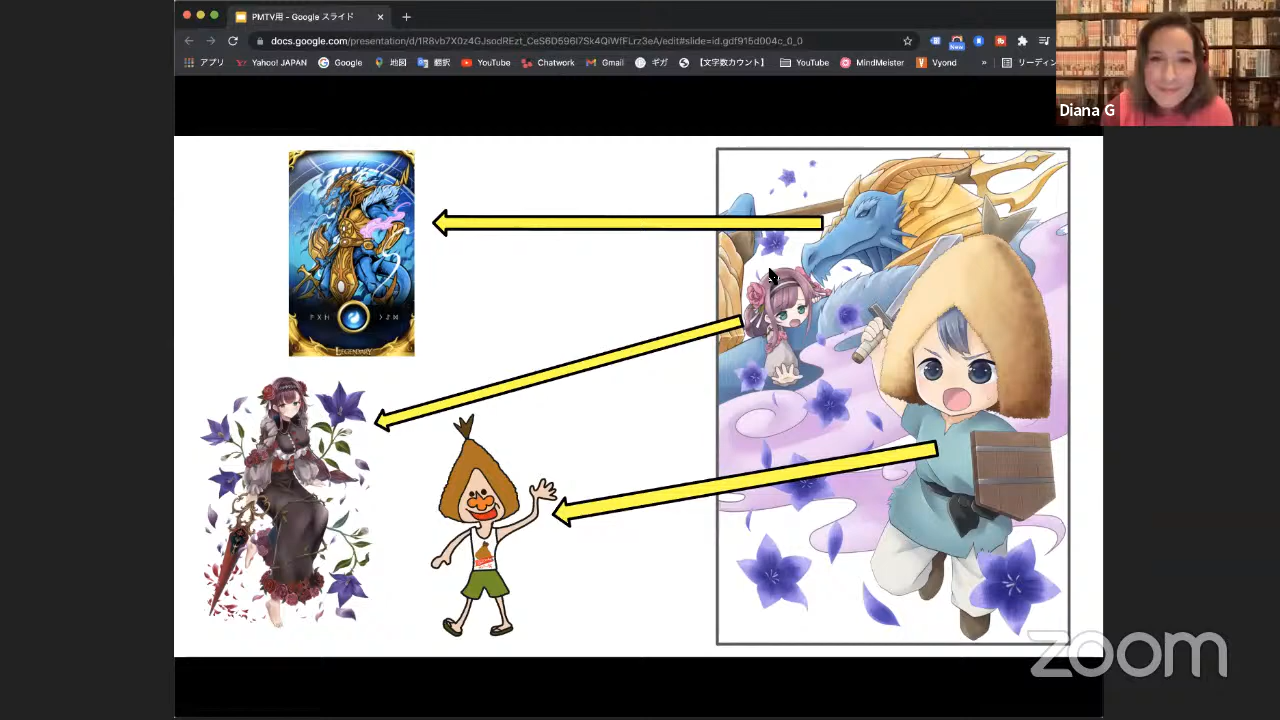 PMTV用 - Google スライド
docs.google.com/presentation/d/1R8vb7X0z4GJsodREzt_CeS6D596I7Sk4QiWfFLrz3eA/edit#slide=id.gdf915d004c_0_0
New
アプリ Yahoo! JAPAN Google 地図 翻訳 YouTube Chatwork Gmail ギガ 【文字数カウント】 YouTube MindMeister Vyond » リーディン
Diana G
LEGENDARY
zoom